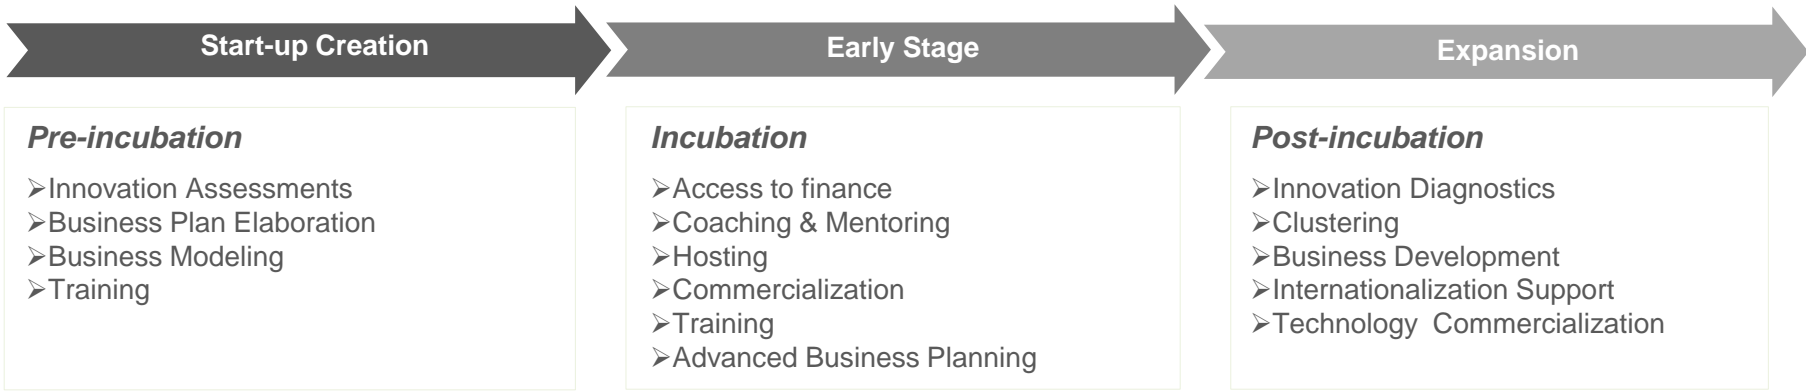 Start-up Creation
Early Stage
Expansion
Pre-incubation
➢Innovation Assessments
➢Business Plan Elaboration
➢Business Modeling
➢Training
Incubation
➢Access to finance
➢Coaching & Mentoring
➢Hosting
➢Commercialization
➢Training
➢Advanced Business Planning
Post-incubation
➢Innovation Diagnostics
➢Clustering
➢Business Development
➢Internationalization Support
➢Technology  Commercialization